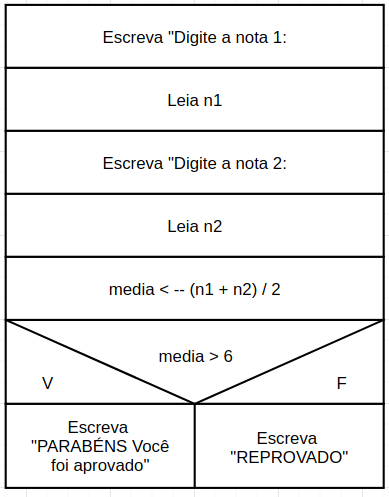 Escreva "Digite a nota 1:
Leia n1
Escreva "Digite a nota 2:
Leia n2
media < -- (n1 + n2) / 2
media > 6
V
F
Escreva
"PARABÉNS Você
foi aprovado"
Escreva
"REPROVADO"